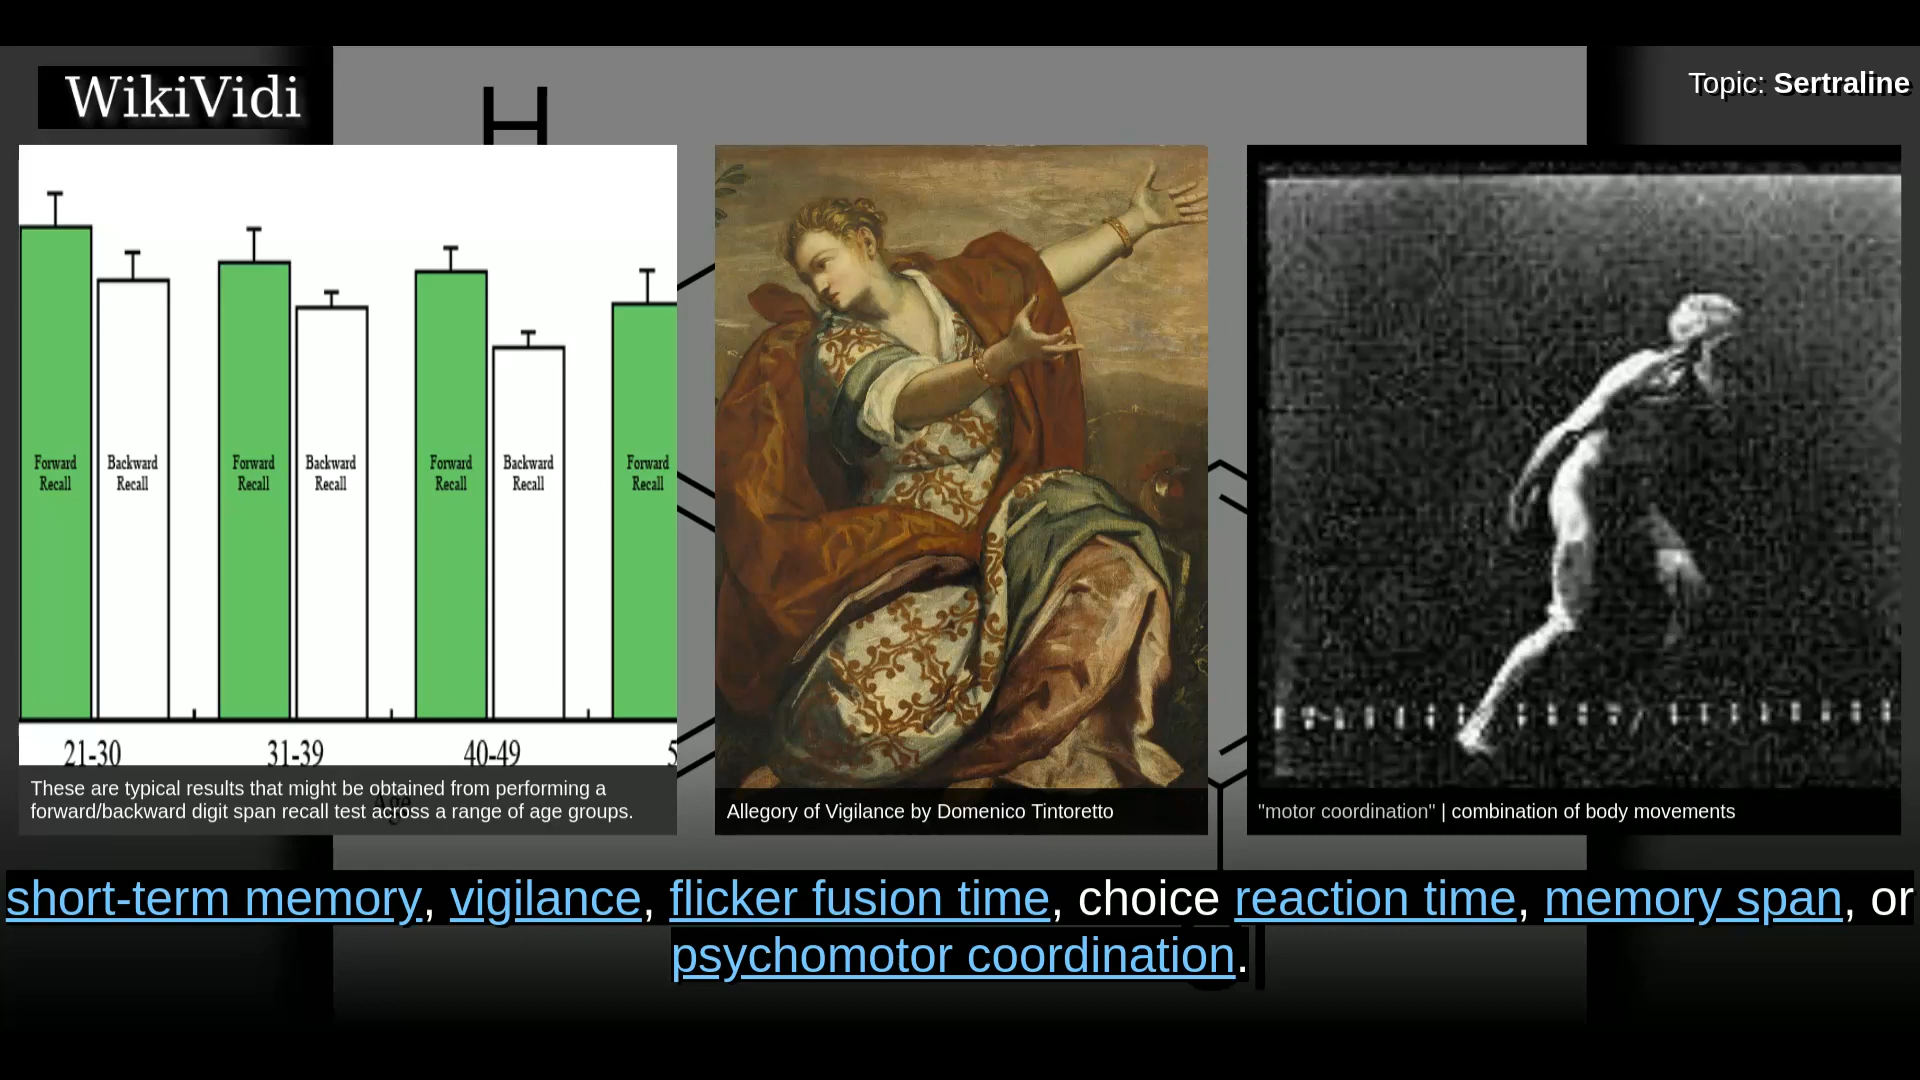 WikiVidi
Topic: Sertraline
H
Forward
Recall
Backward
Recall
Forward
Recall
Backward
Recall
Forward
Recall
Backward
Recall
Forward
Recall
21-30
31-39
40-49
5
Age
These are typical results that might be obtained from performing a
forward/backward digit span recall test across a range of age groups.
Allegory of Vigilance by Domenico Tintoretto
"motor coordination" | combination of body movements
short-term memory, vigilance, flicker fusion time, choice reaction time, memory span, or
psychomotor coordination.